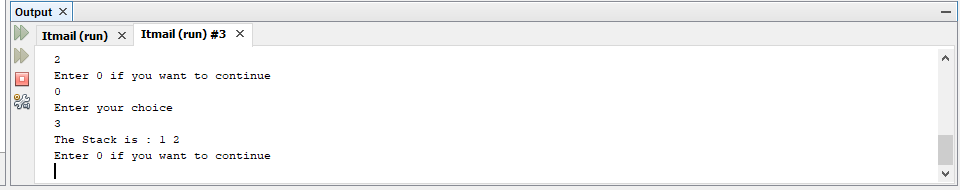 Output
Itmail (run)
Itmail (run) #3
2
Enter 0 if you want to continue
0
Enter your choice
3
The Stack is : 1 2
Enter 0 if you want to continue